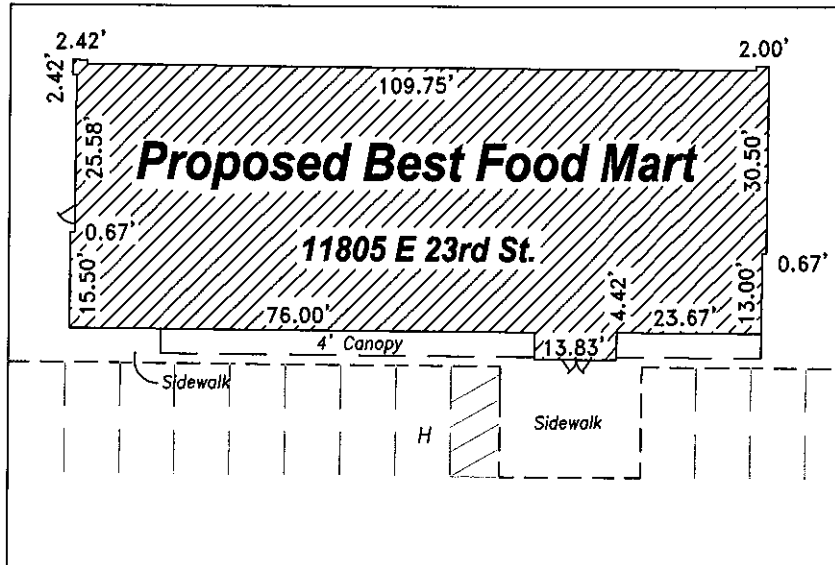 2.42'
2.00'
2.42'
109.75'
25.58'
30.50'
Proposed Best Food Mart
11805 E 23rd St.
0.67'
0.67'
15.50'
4.42'
13.00'
76.00'
23.67'
4' Canopy
13.83'
Sidewalk
H
Sidewalk